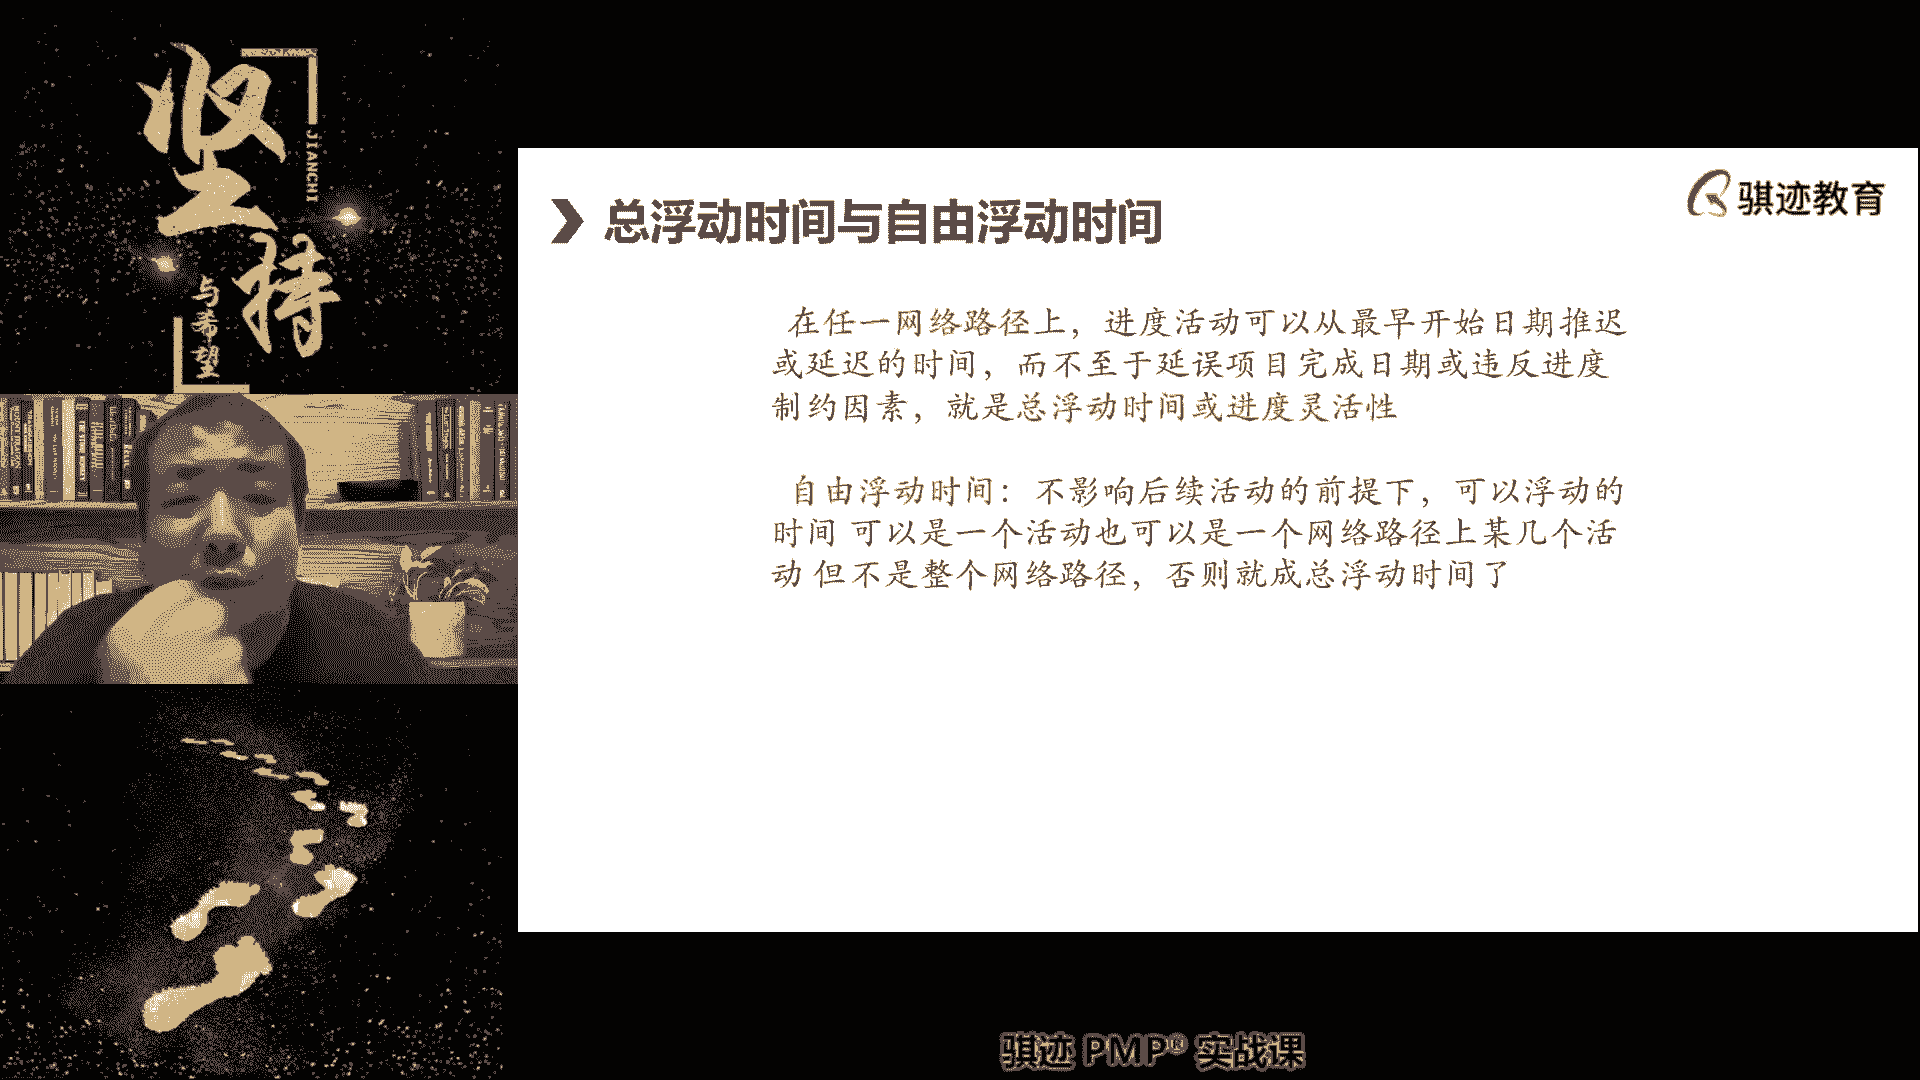 坚持
JIANCHI
与希望
骐迹教育
总浮动时间与自由浮动时间
在任一网络路径上，进度活动可以从最早开始日期推迟
或延迟的时间，而不至于延误项目完成日期或违反进度
制约因素，就是总浮动时间或进度灵活性
自由浮动时间：不影响后续活动的前提下，可以浮动的
时间 可以是一个活动也可以是一个网络路径上某几个活
动 但不是整个网络路径，否则就成总浮动时间了
骐迹 PMP® 实战课